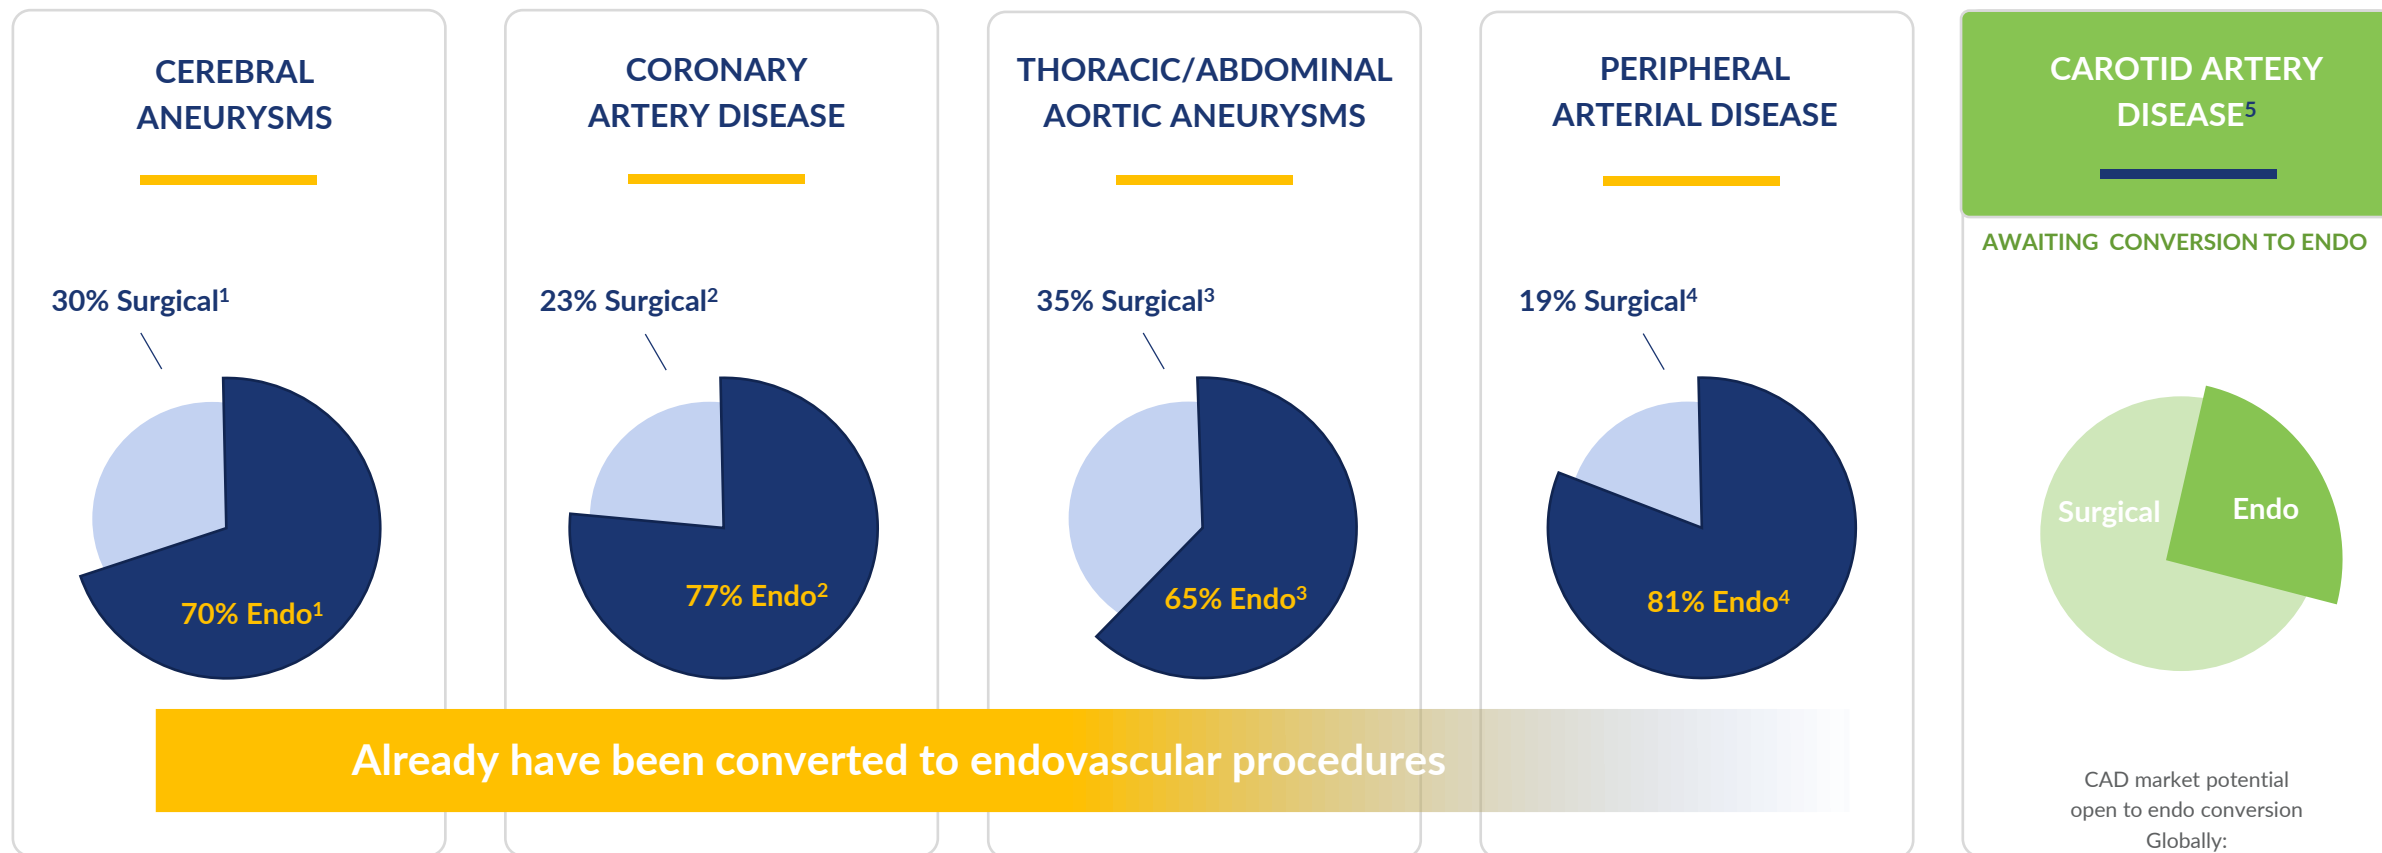 CEREBRAL
ANEURYSMS
30% Surgical¹
70% Endo¹
CORONARY
ARTERY DISEASE
23% Surgical²
77% Endo²
THORACIC/ABDOMINAL
AORTIC ANEURYSMS
35% Surgical³
65% Endo³
PERIPHERAL
ARTERIAL DISEASE
19% Surgical⁴
81% Endo⁴
Already have been converted to endovascular procedures
CAROTID ARTERY
DISEASE⁵
AWAITING CONVERSION TO ENDO
Surgical
Endo
CAD market potential
open to endo conversion
Globally: